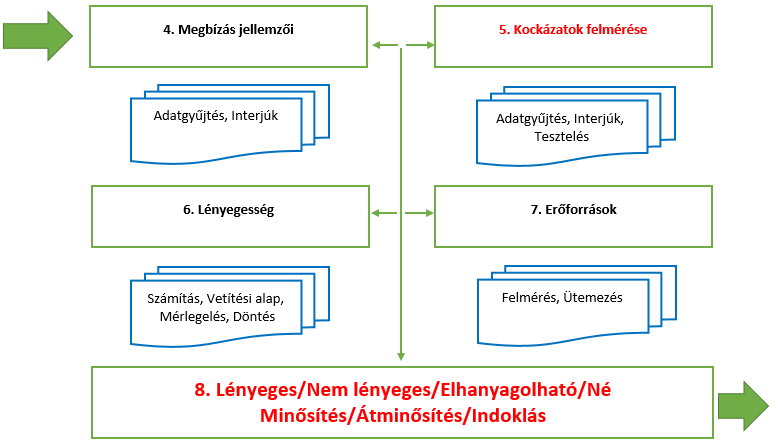 4. Megbízás jellemzői
5. Kockázatok felmérése
Adatgyűjtés, Interjúk
Adatgyűjtés, Interjúk,
Tesztelés
6. Lényegesség
7. Erőforrások
Számítás, Vetítési alap,
Mérlegelés, Döntés
Felmérés, Ütemezés
8. Lényeges/Nem lényeges/Elhanyagolható/Né
Minősítés/Átminősítés/Indoklás